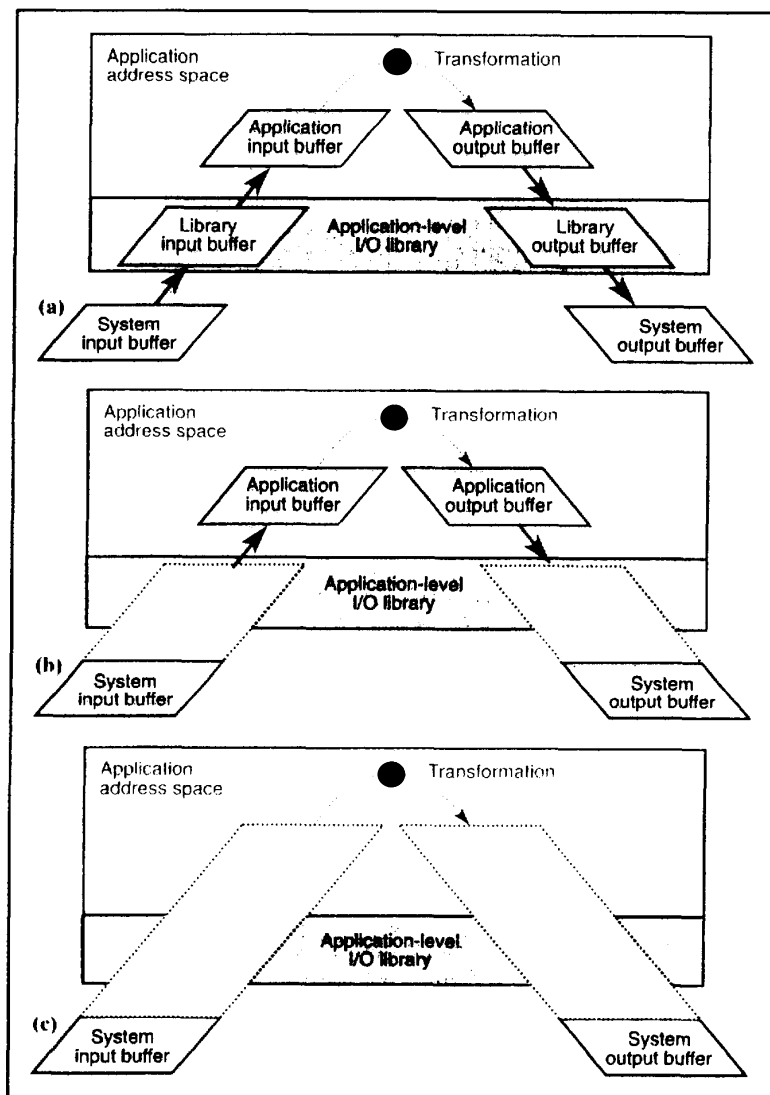 Application
address space
Transformation
Application
input buffer
Application
output buffer
Library
input buffer
Application-level
I/O library
Library
output buffer
(a)
System
input buffer
System
output buffer
Application
address space
Transformation
Application
input buffer
Application
output buffer
Application-level
I/O library
(b)
System
input buffer
System
output buffer
Application
address space
Transformation
Application-level
I/O library
(c)
System
input buffer
System
output buffer